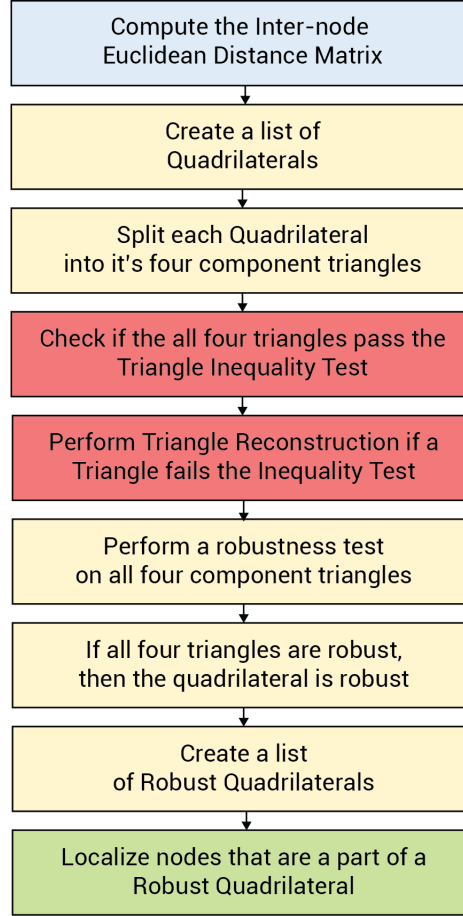 Compute the Inter-node
Euclidean Distance Matrix
Create a list of
Quadrilaterals
Split each Quadrilateral
into it's four component triangles
Check if the all four triangles pass the
Triangle Inequality Test
Perform Triangle Reconstruction if a
Triangle fails the Inequality Test
Perform a robustness test
on all four component triangles
If all four triangles are robust,
then the quadrilateral is robust
Create a list
of Robust Quadrilaterals
Localize nodes that are a part of a
Robust Quadrilateral